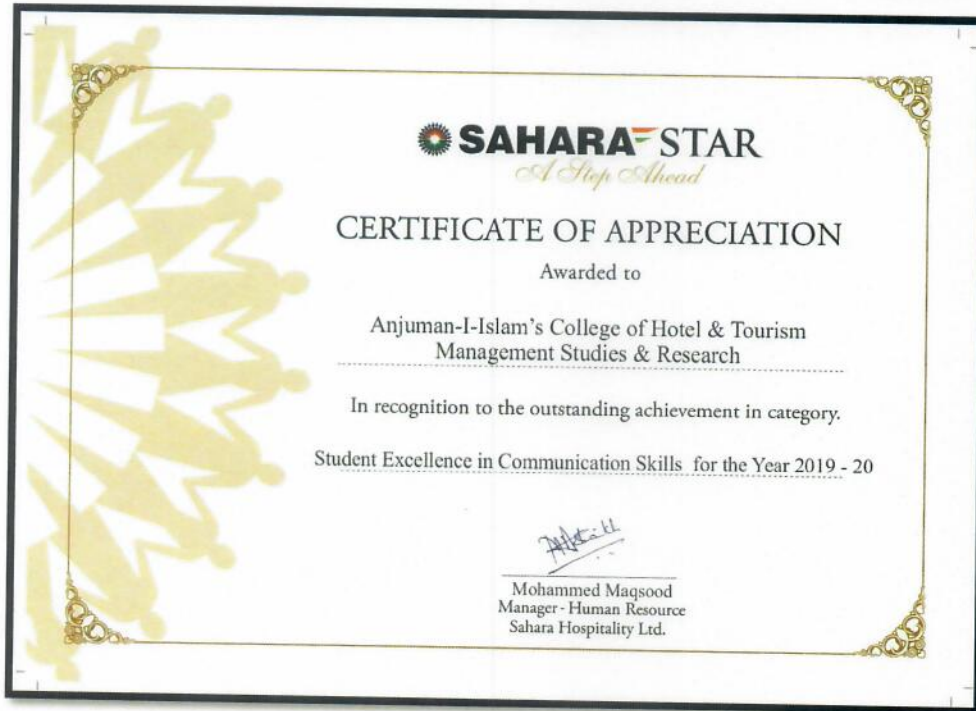 SAHARA STAR
A Step Ahead
CERTIFICATE OF APPRECIATION
Awarded to
Anjuman-I-Islam's College of Hotel & Tourism
Management Studies & Research
In recognition to the outstanding achievement in category.
Student Excellence in Communication Skills for the Year 2019 - 20
Mohammed Maqsood
Manager - Human Resource
Sahara Hospitality Ltd.